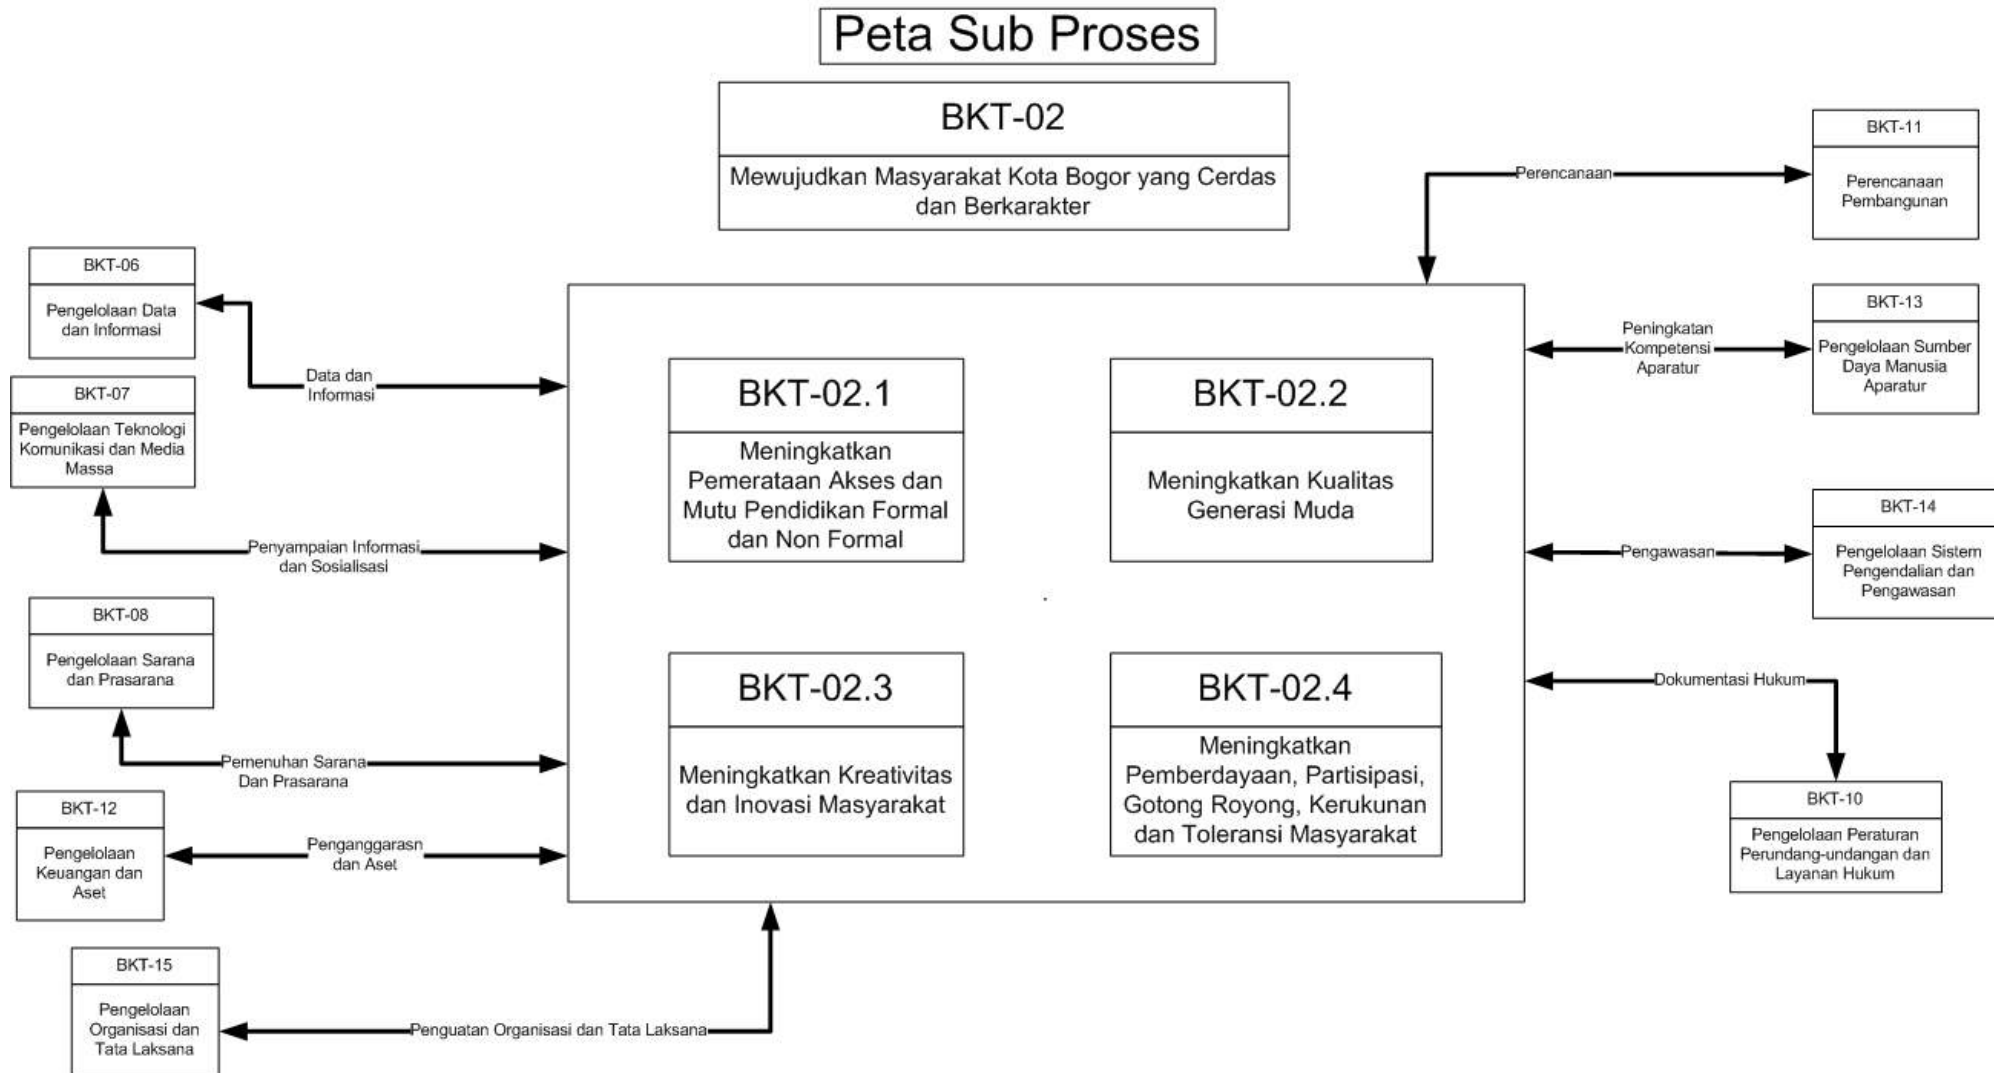 Peta Sub Proses
BKT-02
Mewujudkan Masyarakat Kota Bogor yang Cerdas
dan Berkarakter
BKT-11
Perencanaan
Pembangunan
Perencanaan
BKT-06
Pengelolaan Data
dan Informasi
Data dan
Informasi
BKT-13
Pengelolaan Sumber
Daya Manusia
Aparatur
Peningkatan
Kompetensi
Aparatur
BKT-07
Pengelolaan Teknologi
Komunikasi dan Media
Massa
Penyampaian Informasi
dan Sosialisasi
BKT-02.1
Meningkatkan
Pemerataan Akses dan
Mutu Pendidikan Formal
dan Non Formal
BKT-02.2
Meningkatkan Kualitas
Generasi Muda
BKT-14
Pengelolaan Sistem
Pengendalian dan
Pengawasan
Pengawasan
BKT-08
Pengelolaan Sarana
dan Prasarana
Pemenuhan Sarana
Dan Prasarana
BKT-02.3
Meningkatkan Kreativitas
dan Inovasi Masyarakat
BKT-02.4
Meningkatkan
Pemberdayaan, Partisipasi,
Gotong Royong, Kerukunan
dan Toleransi Masyarakat
Dokumentasi Hukum
BKT-10
Pengelolaan Peraturan
Perundang-undangan dan
Layanan Hukum
BKT-12
Pengelolaan
Keuangan dan
Aset
Penganggarasn
dan Aset
BKT-15
Pengelolaan
Organisasi dan
Tata Laksana
Penguatan Organisasi dan Tata Laksana